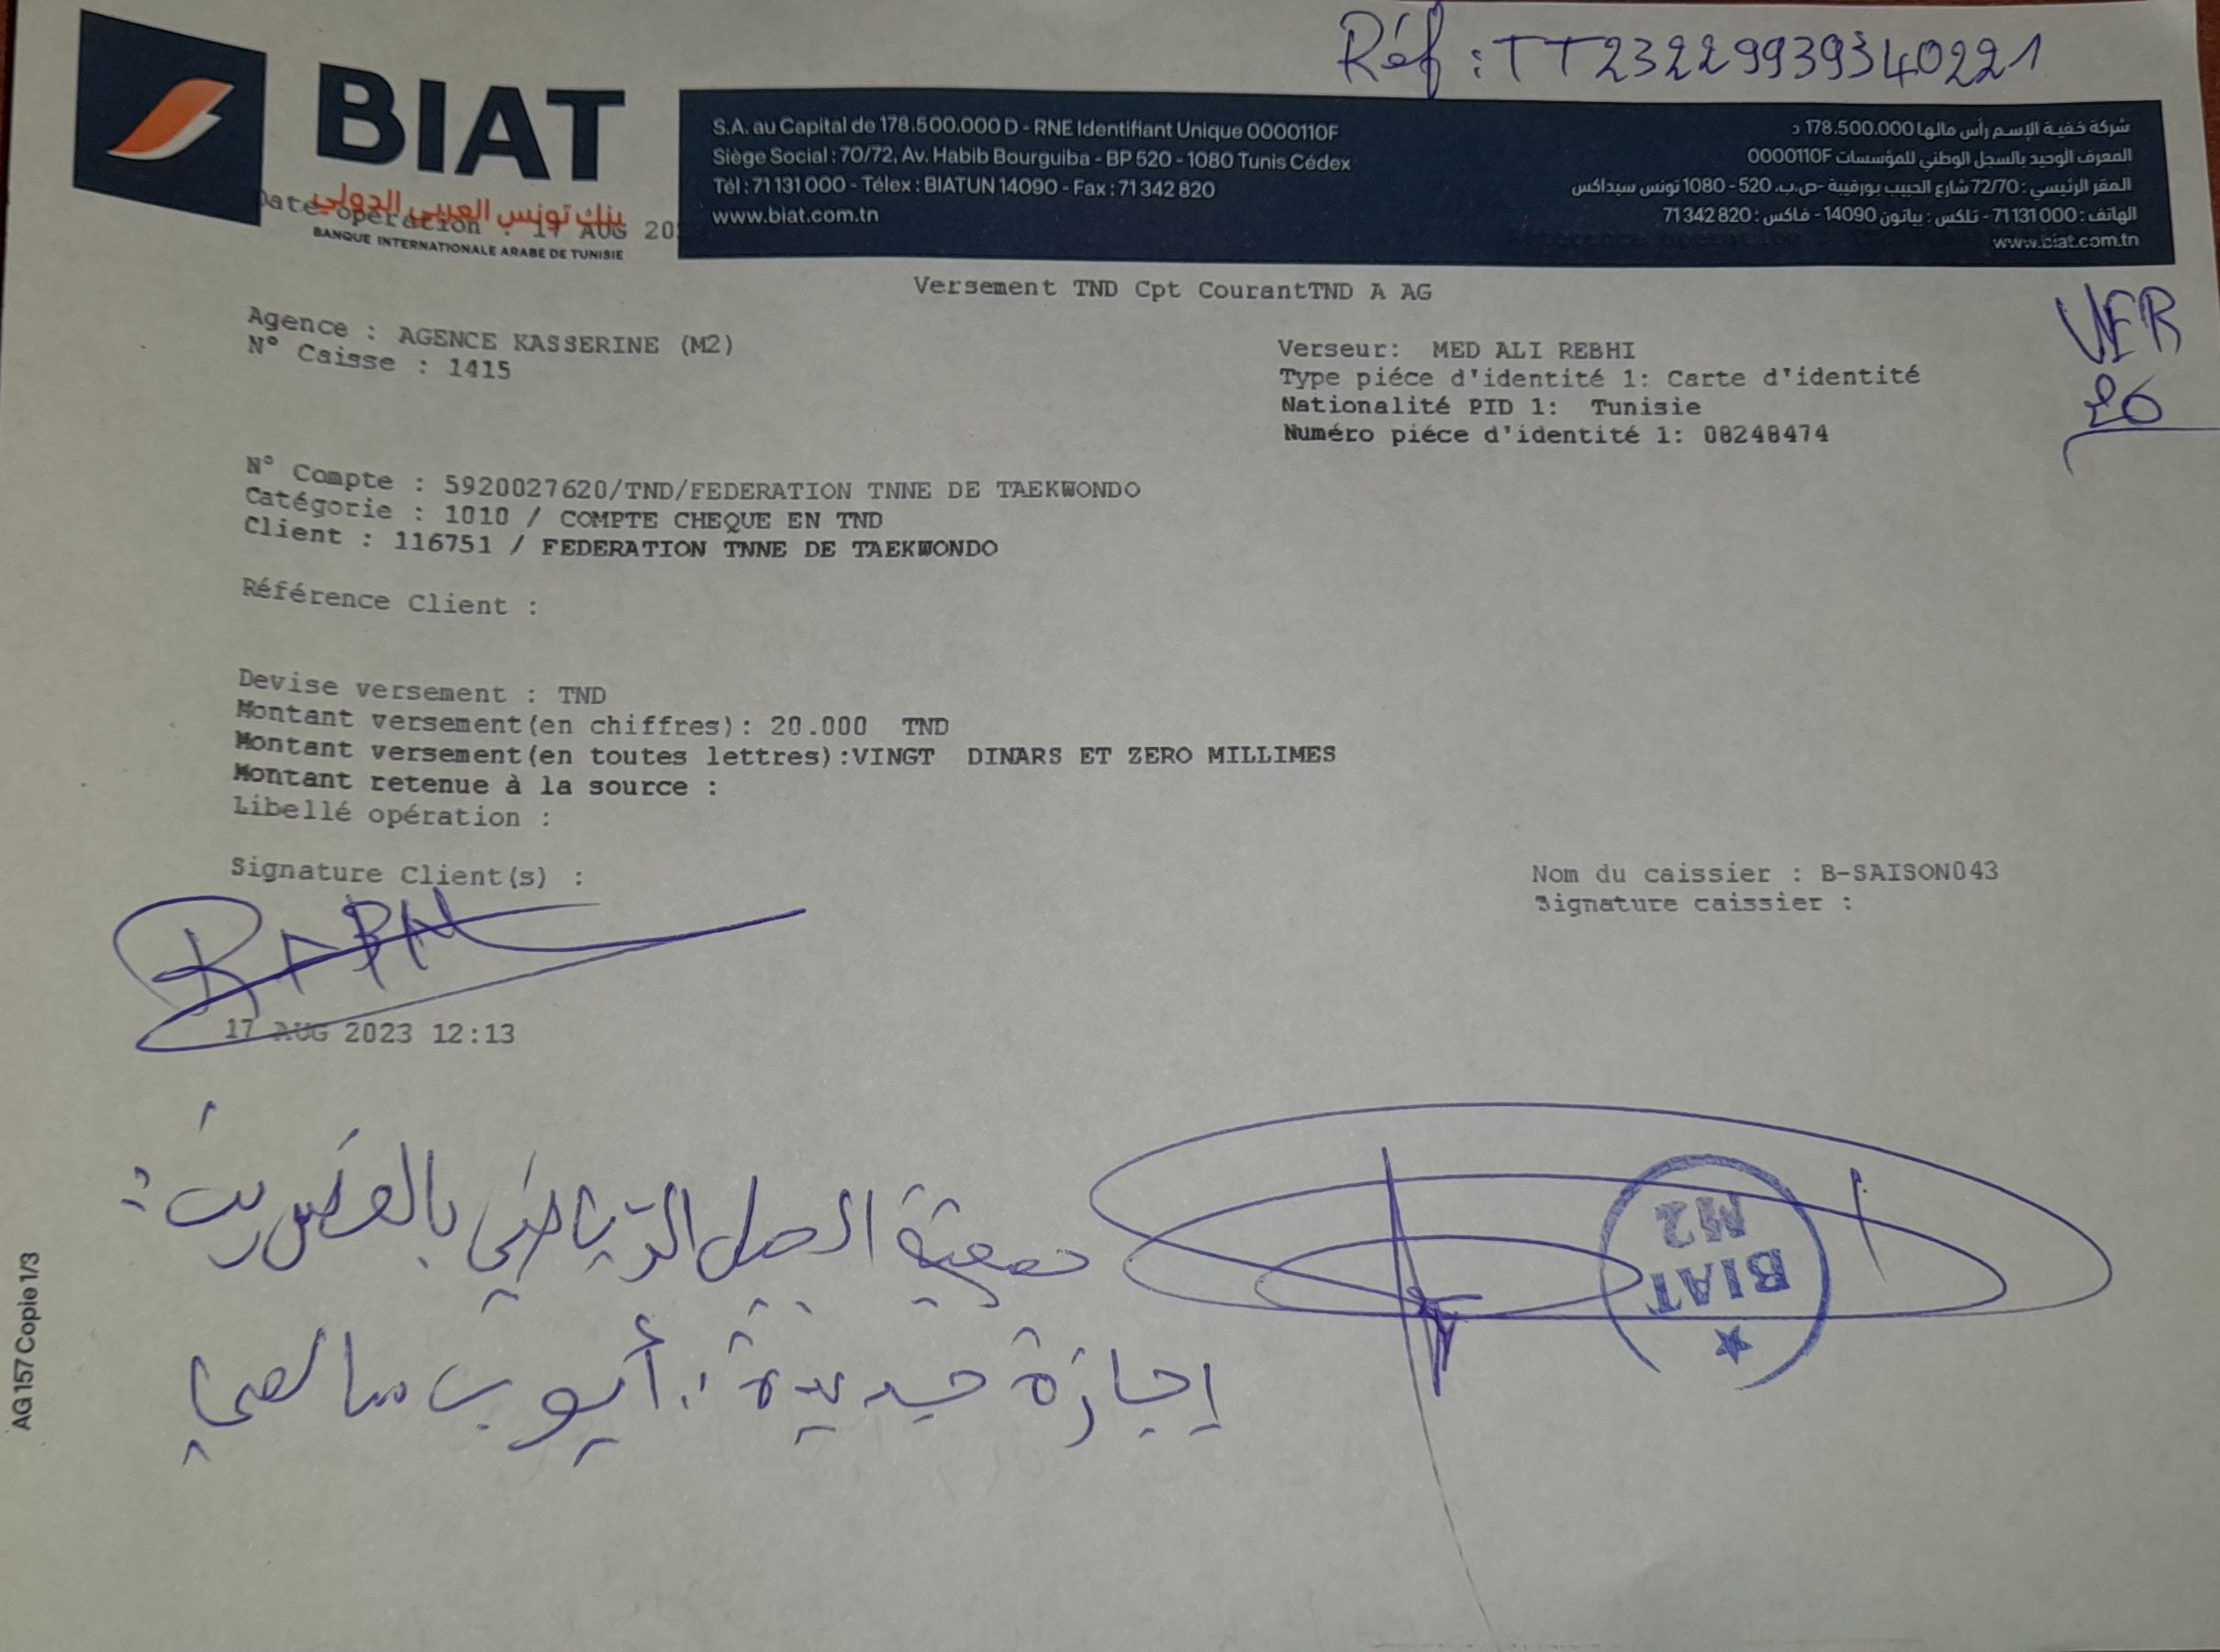 Réf : TT23229939340221
BIAT
بنك تونس العربي الدولي
BANQUE INTERNATIONALE ARABE DE TUNISIE
S.A. au Capital de 178.500.000 D - RNE Identifiant Unique 0000110F
Siège Social : 70/72, Av. Habib Bourguiba - BP 520 - 1080 Tunis Cédex
Tél : 71 131 000 - Télex : BIATUN 14090 - Fax : 71 342 820
www.biat.com.tn
شركة خفية الإسم رأس مالها 178.500.000 د
المعرف الوحيد بالسجل الوطني للمؤسسات 0000110F
المقر الرئيسي : 72/70 شارع الحبيب بورقيبة -ص.ب. 520 - 1080 تونس سيداكس
الهاتف : 71131000 - تلكس : بياتون 14090 - فاكس : 71342820
www.biat.com.tn
Date opération : 17 AUG 20
Versement TND Cpt CourantTND A AG
VER
20
Agence : AGENCE KASSERINE (M2)
N° Caisse : 1415
Verseur: MED ALI REBHI
Type piéce d'identité 1: Carte d'identité
Nationalité PID 1: Tunisie
Numéro piéce d'identité 1: 08248474
N° Compte : 5920027620/TND/FEDERATION TNNE DE TAEKWONDO
Catégorie : 1010 / COMPTE CHEQUE EN TND
Client : 116751 / FEDERATION TNNE DE TAEKWONDO
Référence Client :
Devise versement : TND
Montant versement(en chiffres): 20.000 TND
Montant versement(en toutes lettres):VINGT DINARS ET ZERO MILLIMES
Montant retenue à la source :
Libellé opération :
Signature Client(s) :
Nom du caissier : B-SAISON043
Signature caissier :
17 AUG 2023 12:13
جمعية الجبل الرياضي بالقصرين :
إجازة جديدة : أيوب صالحي
BIAT
M2
AG 157 Copie 1/3